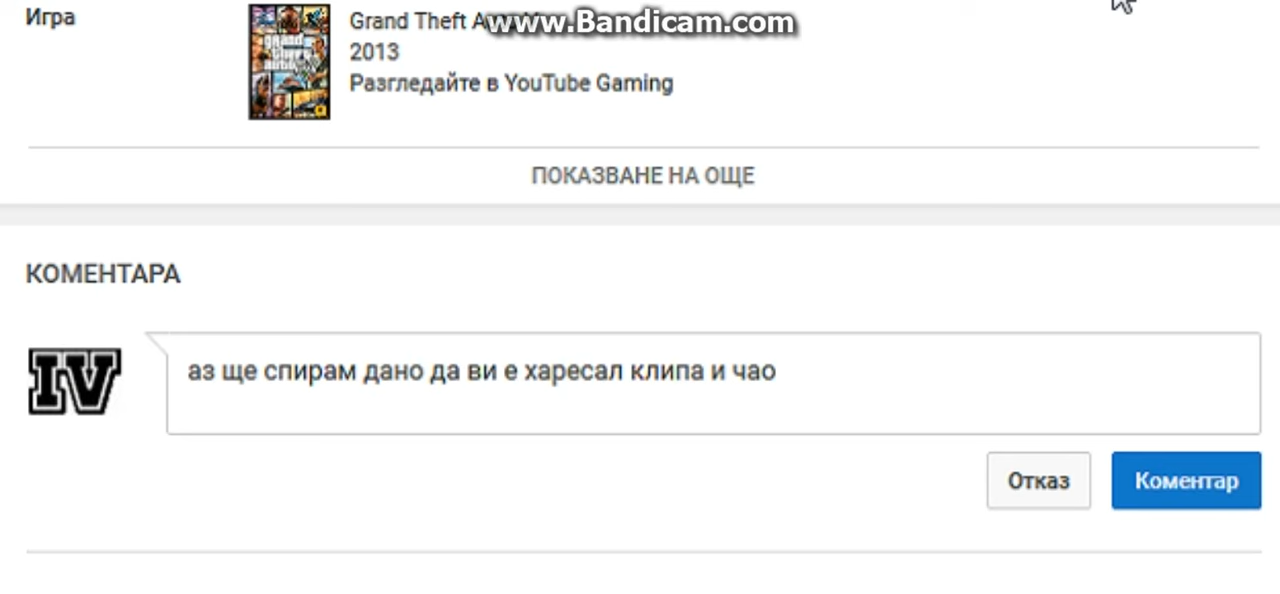 Игра
Grand Theft
www.Bandicam.com
2013
Разгледайте в YouTube Gaming
ПОКАЗВАНЕ НА ОЩЕ
КОМЕНТАРА
IV
аз ще спирам дано да ви е харесал клипа и чао
Отказ
Коментар